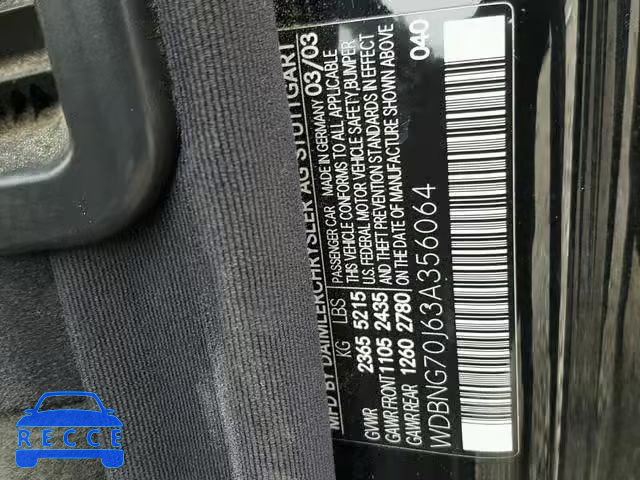 MFD BY DAIMLERCHRYSLER AG STUTTGART
PASSENGER CAR MADE IN GERMANY 03/03
KG LBS THIS VEHICLE CONFORMS TO ALL APPLICABLE
GVWR 2365 5215 U.S. FEDERAL MOTOR VEHICLE SAFETY,BUMPER
GAWR FRONT 1105 2435 AND THEFT PREVENTION STANDARDS IN EFFECT
GAWR REAR 1260 2780 ON THE DATE OF MANUFACTURE SHOWN ABOVE
WDBNG70J63A356064 040
RECCE